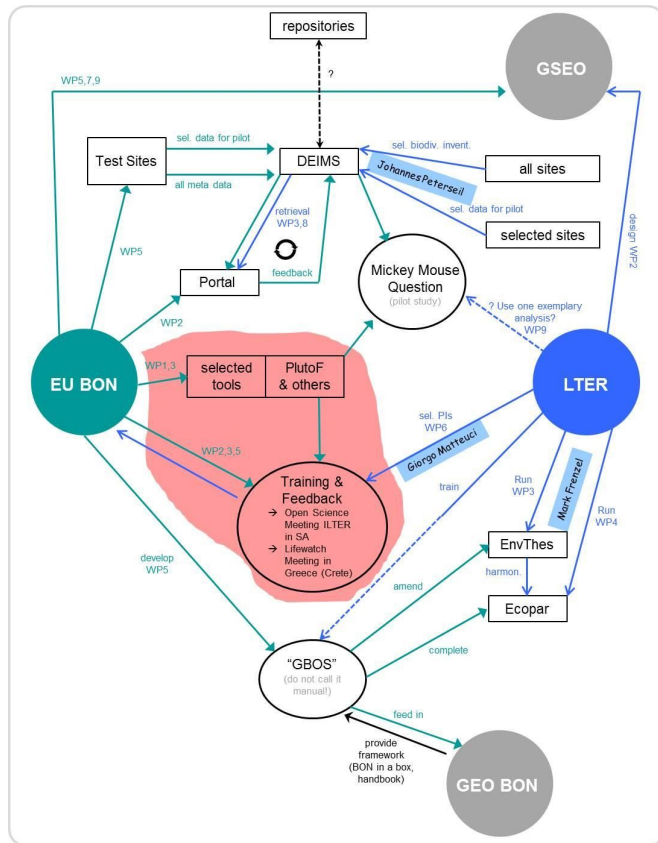 repositories
GSEO
WP5,7,9
?
sel. data for pilot
sel. biodiv. invent.
Test Sites
DEIMS
all sites
Johannes Peterseil
all meta data
sel. data for pilot
retrieval
WP3,8
selected sites
design WP2
WP5
feedback
Portal
Mickey Mouse
Question
(pilot study)
? Use one exemplary
analysis?
WP9
WP2
EU BON
WP1,3
selected
tools
PlutoF
& others
LTER
sel. PIs
WP6
Giorgo Matteuci
WP2,3,5
train
Run
WP3
Mark Frenzel
Run
WP4
Training &
Feedback
→ Open Science
Meeting ILTER
in SA
→ Lifewatch
Meeting in
Greece (Crete)
EnvThes
develop
WP5
amend
harmon.
Ecopar
complete
"GBOS"
(do not call it
manual!)
feed in
provide
framework
(BON in a box,
handbook)
GEO BON